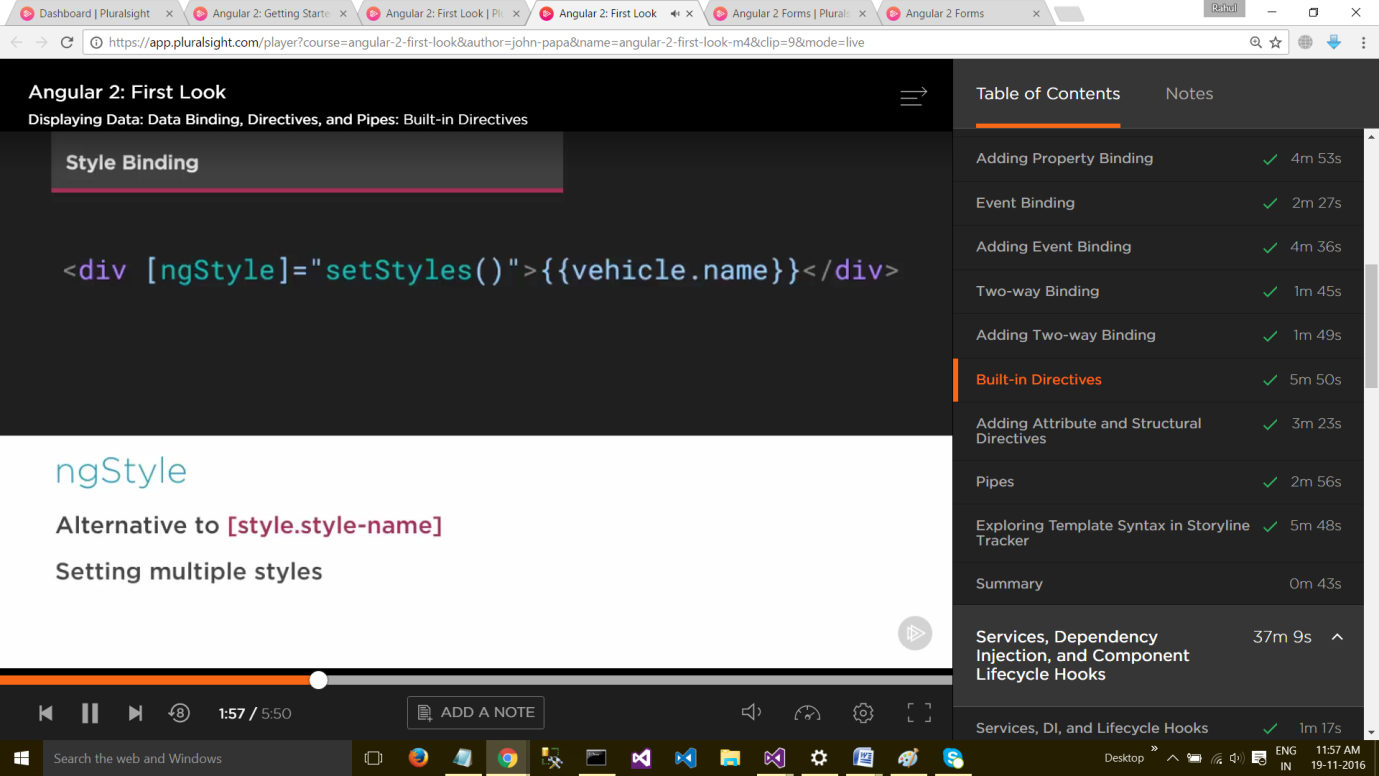 Dashboard | Pluralsight
Angular 2: Getting Starte
Angular 2: First Look | Pl
Angular 2: First Look
Angular 2 Forms | Plurals
Angular 2 Forms
Rahul
https://app.pluralsight.com/player?course=angular-2-first-look&author=john-papa&name=angular-2-first-look-m4&clip=9&mode=live
Angular 2: First Look
Displaying Data: Data Binding, Directives, and Pipes: Built-in Directives
Style Binding
<div [ngStyle]="setStyles()">{{vehicle.name}}</div>
ngStyle
Alternative to [style.style-name]
Setting multiple styles
8
1:57 / 5:50
ADD A NOTE
Table of Contents
Notes
Adding Property Binding 4m 53s
Event Binding 2m 27s
Adding Event Binding 4m 36s
Two-way Binding 1m 45s
Adding Two-way Binding 1m 49s
Built-in Directives 5m 50s
Adding Attribute and Structural 3m 23s
Directives
Pipes 2m 56s
Exploring Template Syntax in Storyline 5m 48s
Tracker
Summary 0m 43s
Services, Dependency 37m 9s
Injection, and Component
Lifecycle Hooks
Services, DI, and Lifecycle Hooks 1m 17s
Search the web and Windows
Desktop
ENG
IN
11:57 AM
19-11-2016